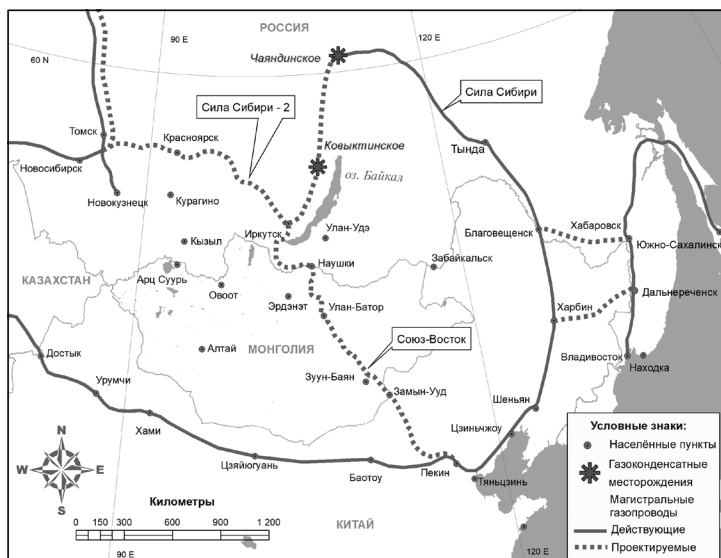 РОССИЯ
90 E
120 E
60 N
Чаяндинское
Сила Сибири
Сила Сибири - 2
Томск
Красноярск
Ковыктинское
Тында
Новосибирск
оз. Байкал
Новокузнецк
Курагино
Хабаровск
Иркутск
Улан-Удэ
Благовещенск
Кызыл
Южно-Сахалинск
Забайкальск
Наушки
КАЗАХСТАН
Арц Суурь
Овоот
Эрдэнэт
Дальнереченск
Улан-Батор
Харбин
Союз-Восток
Алтай
МОНГОЛИЯ
Достык
Владивосток
Находка
Зуун-Баян
Замын-Ууд
Урумчи
Шеньян
Хами
Цзиньчжоу
Цзяйюгуань
Баотоу
Пекин
Тяньцзинь
Условные знаки:
Населённые пункты
Газоконденсатные
месторождения
Магистральные
газопроводы
Действующие
Проектируемые
N
W
E
S
Километры
0 75 150 300 600 900 1 200
КИТАЙ
90 E
120 E